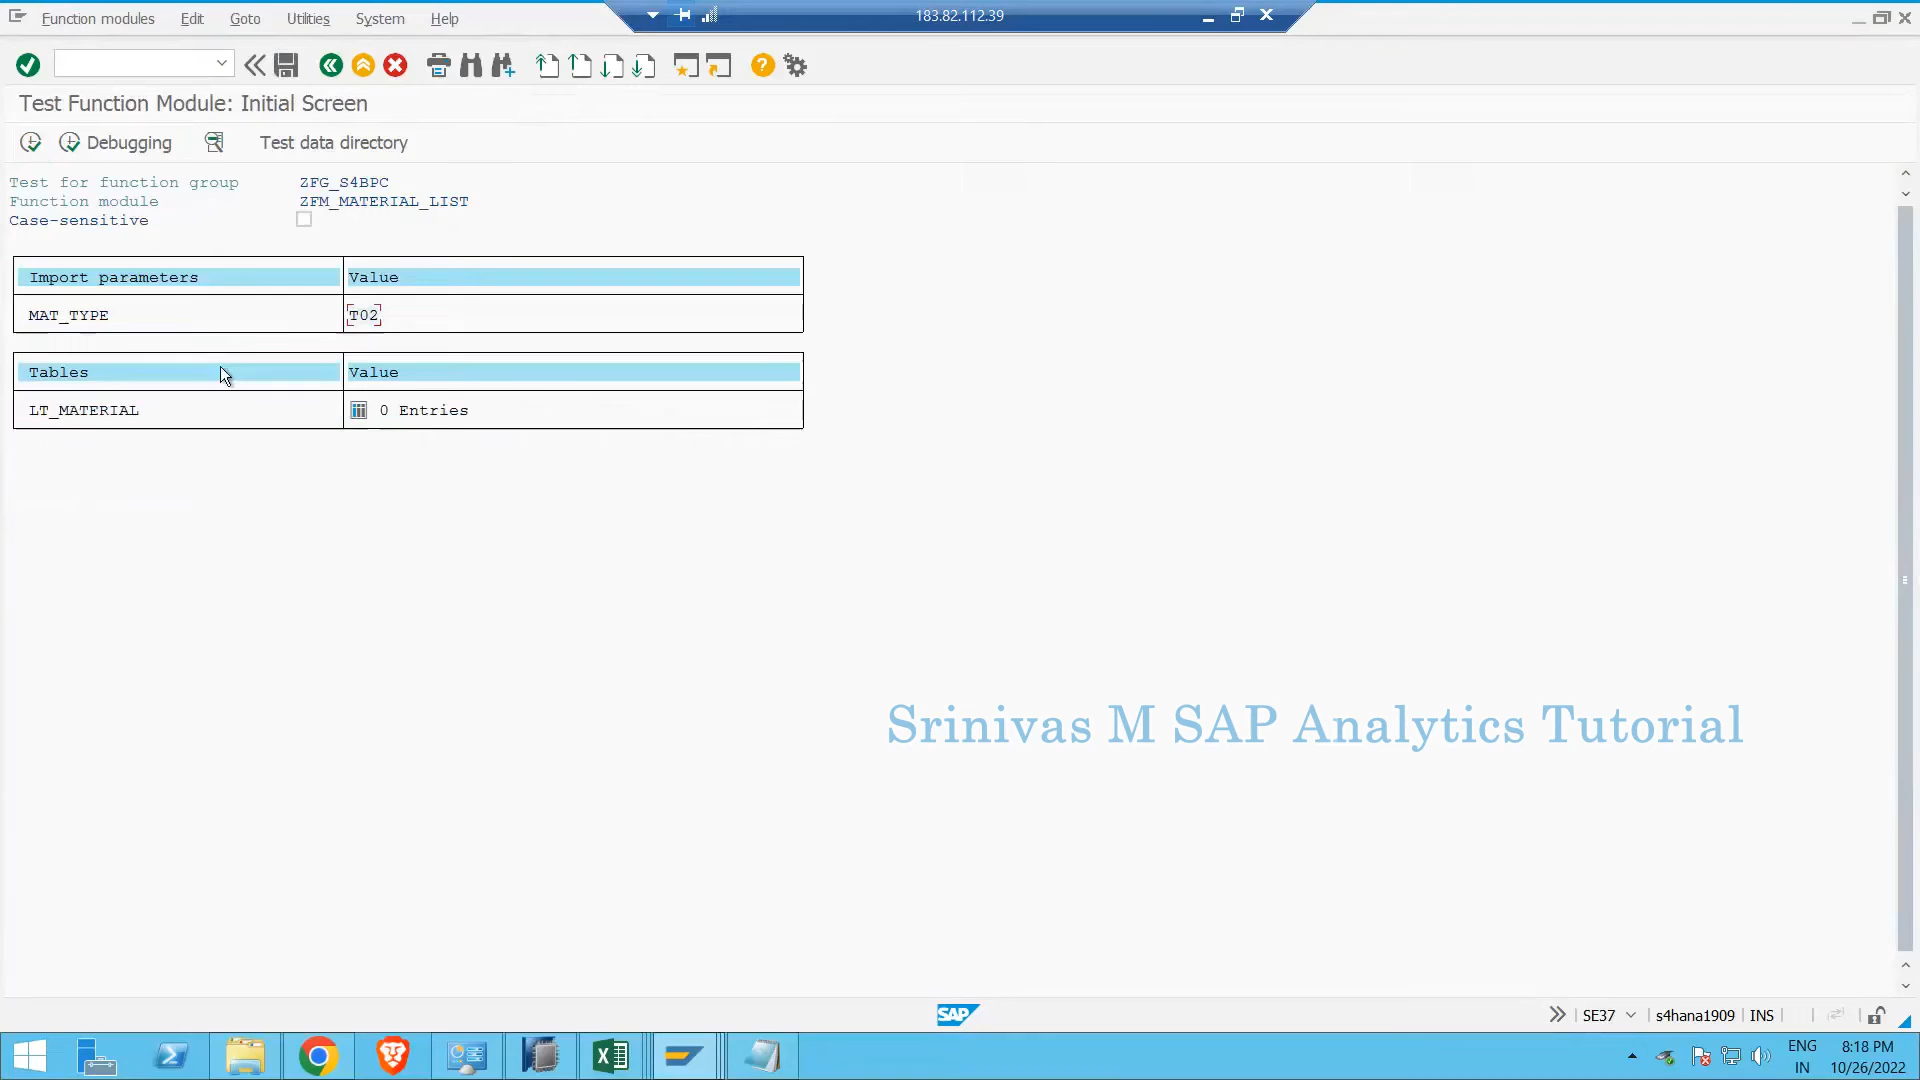 Function modules Edit Goto Utilities System Help
183.82.112.39
Test Function Module: Initial Screen
Debugging Test data directory
Test for function group ZFG_S4BPC
Function module ZFM_MATERIAL_LIST
Case-sensitive
Import parameters Value
MAT_TYPE T02
Tables Value
LT_MATERIAL 0 Entries
Srinivas M SAP Analytics Tutorial
SAP
SE37 s4hana1909 INS
ENG 8:18 PM
IN 10/26/2022